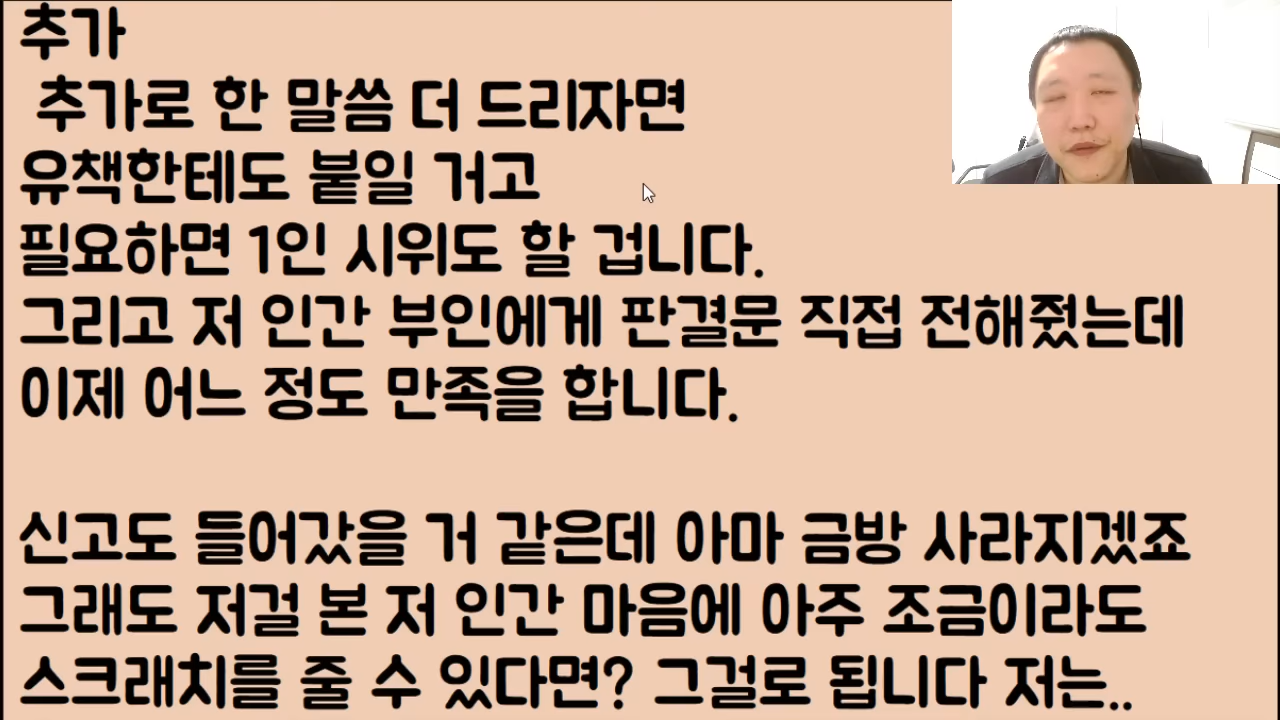 추가
추가로 한 말씀 더 드리자면
유책한테도 붙일 거고
필요하면 1인 시위도 할 겁니다.
그리고 저 인간 부인에게 판결문 직접 전해줬는데
이제 어느 정도 만족을 합니다.
신고도 들어갔을 거 같은데 아마 금방 사라지겠죠
그래도 저걸 본 저 인간 마음에 아주 조금이라도
스크래치를 줄 수 있다면? 그걸로 됩니다 저는..